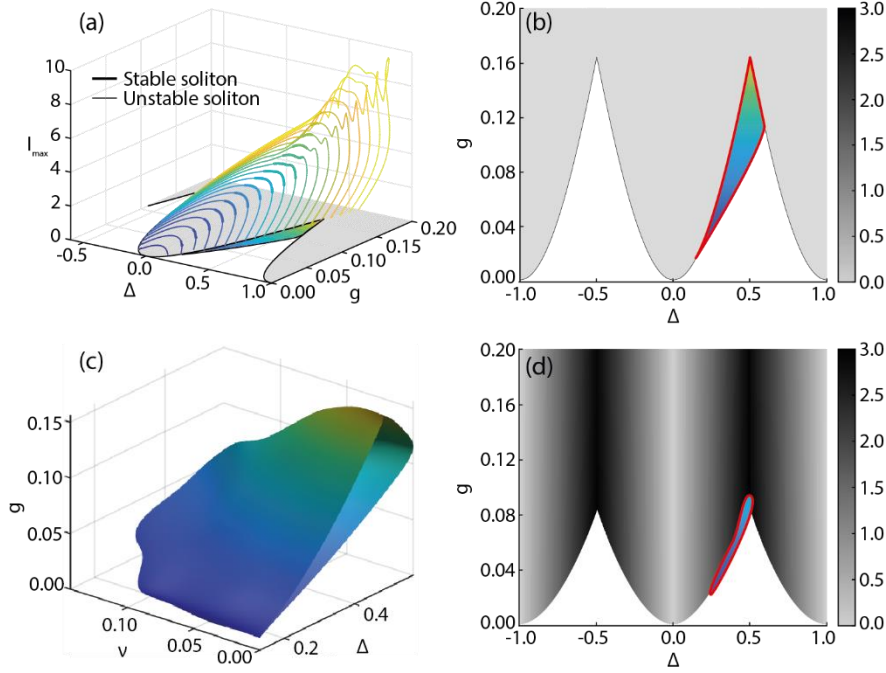 (a)
10
8
6
4
2
0
I_max
Stable soliton
Unstable soliton
-0.5
0.0
0.5
1.0
Δ
0.00
0.05
0.10
0.15
0.20
g
(b)
0.20
0.16
0.12
0.08
0.04
0.00
g
-1.0 -0.5 0.0 0.5 1.0
Δ
3.0
2.5
2.0
1.5
1.0
0.5
0.0
(c)
0.15
0.10
0.05
0.00
g
0.10
0.05
0.00
ν
0.2
0.4
Δ
(d)
0.20
0.16
0.12
0.08
0.04
0.00
g
-1.0 -0.5 0.0 0.5 1.0
Δ
3.0
2.5
2.0
1.5
1.0
0.5
0.0